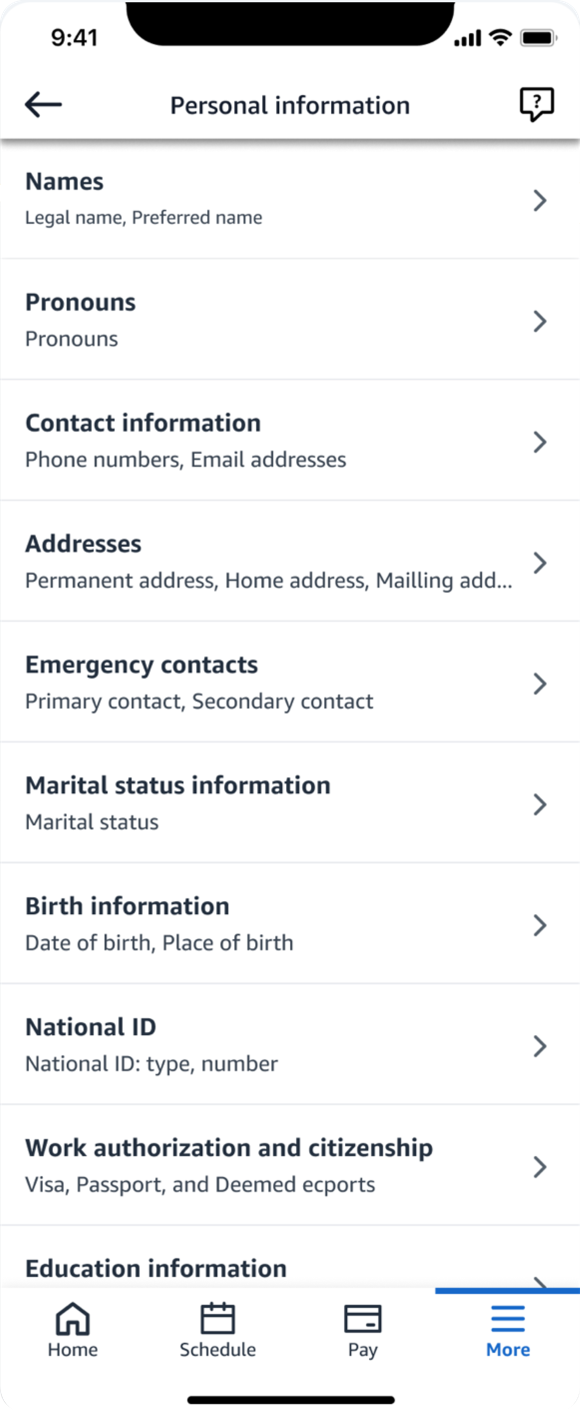 9:41
Personal information
?
Names
Legal name, Preferred name
Pronouns
Pronouns
Contact information
Phone numbers, Email addresses
Addresses
Permanent address, Home address, Mailling add...
Emergency contacts
Primary contact, Secondary contact
Marital status information
Marital status
Birth information
Date of birth, Place of birth
National ID
National ID: type, number
Work authorization and citizenship
Visa, Passport, and Deemed ecports
Education information
Home
Schedule
Pay
More